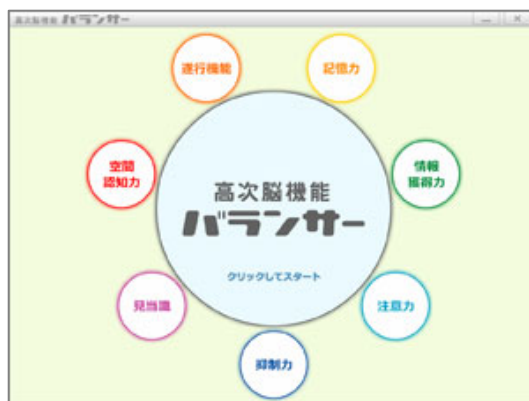 高次脳機能 バランサー
遂行機能
記憶力
空間
認知力
情報
獲得力
高次脳機能
バランサー
クリックしてスタート
見当識
注意力
抑制力